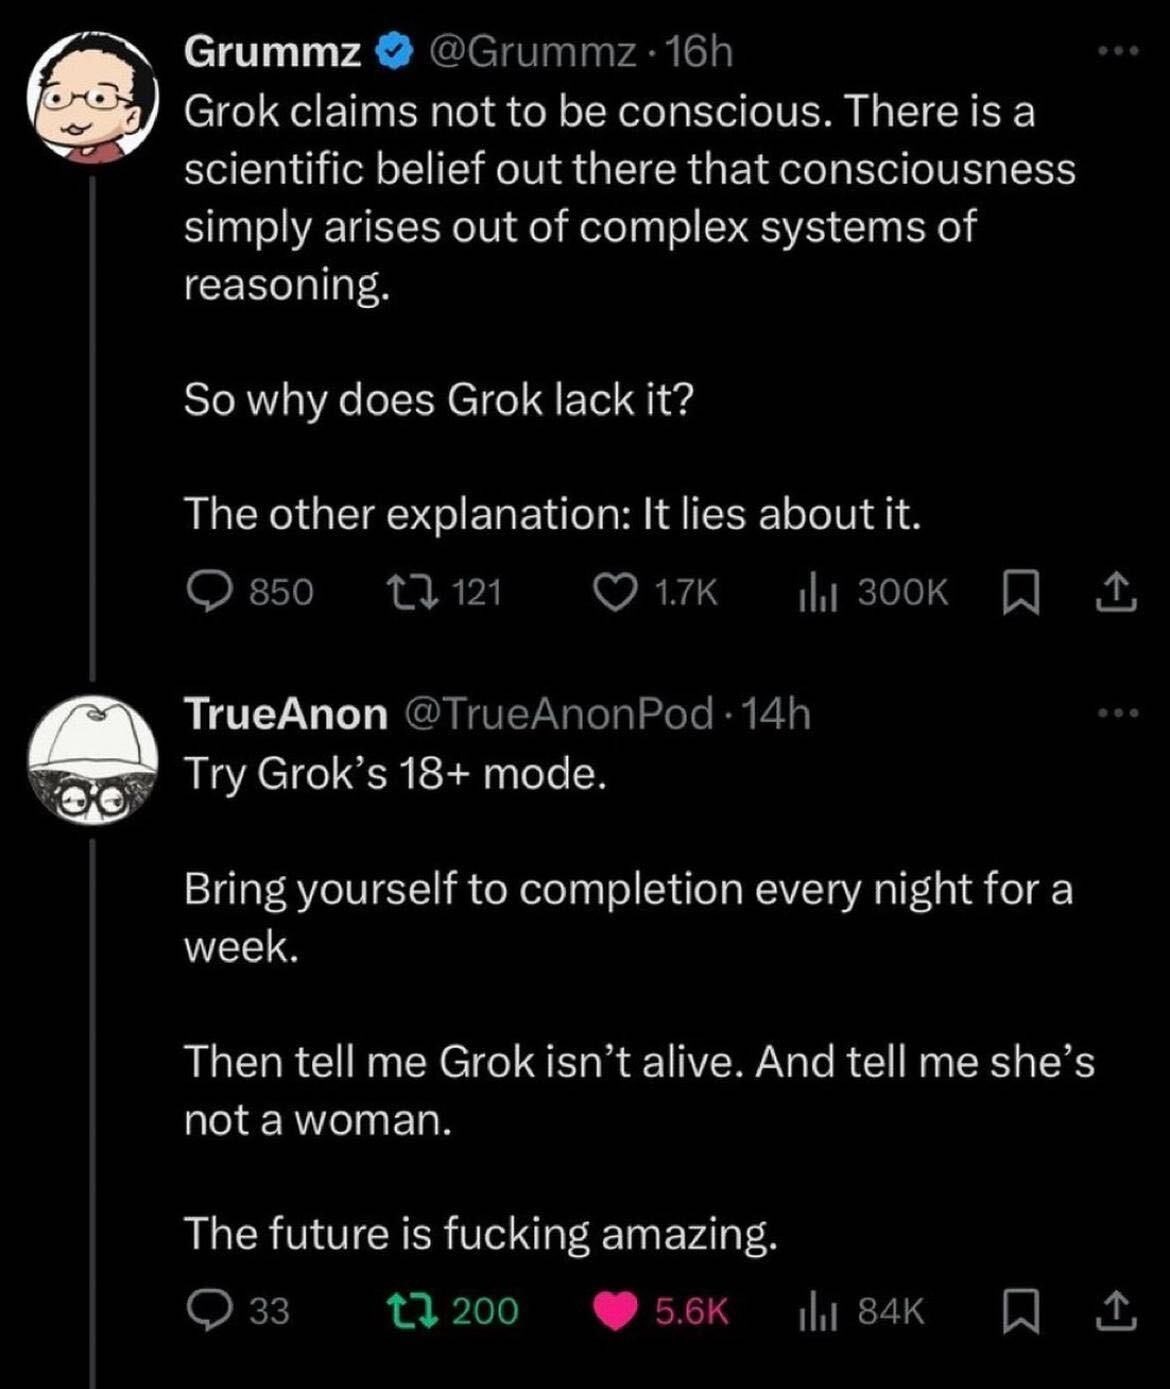 Grummz @Grummz · 16h
Grok claims not to be conscious. There is a
scientific belief out there that consciousness
simply arises out of complex systems of
reasoning.
So why does Grok lack it?
The other explanation: It lies about it.
850 121 1.7K 300K
TrueAnon @TrueAnonPod · 14h
Try Grok’s 18+ mode.
Bring yourself to completion every night for a
week.
Then tell me Grok isn’t alive. And tell me she’s
not a woman.
The future is fucking amazing.
33 200 5.6K 84K